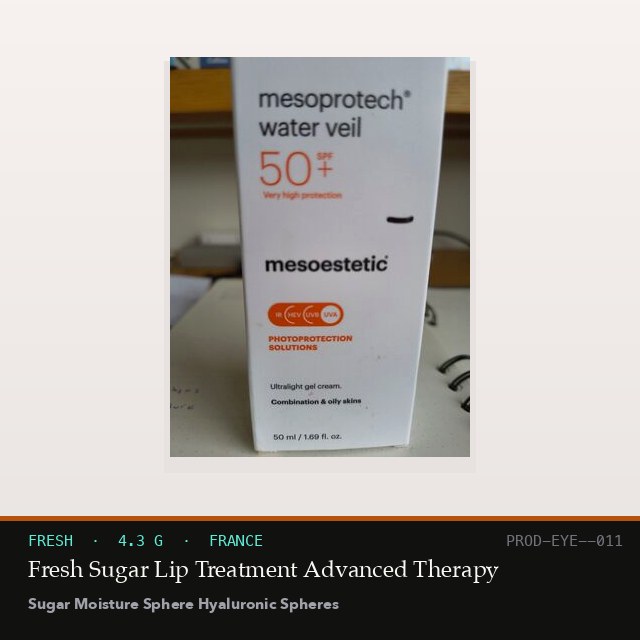 mesoprotech®
water veil
50+ SPF
Very high protection
mesoestetic
IR HEV UVB UVA
PHOTOPROTECTION
SOLUTIONS
Ultralight gel cream.
Combination & oily skins
50 ml / 1.69 fl. oz.
FRESH · 4.3 G · FRANCE
PROD–EYE––011
Fresh Sugar Lip Treatment Advanced Therapy
Sugar Moisture Sphere Hyaluronic Spheres